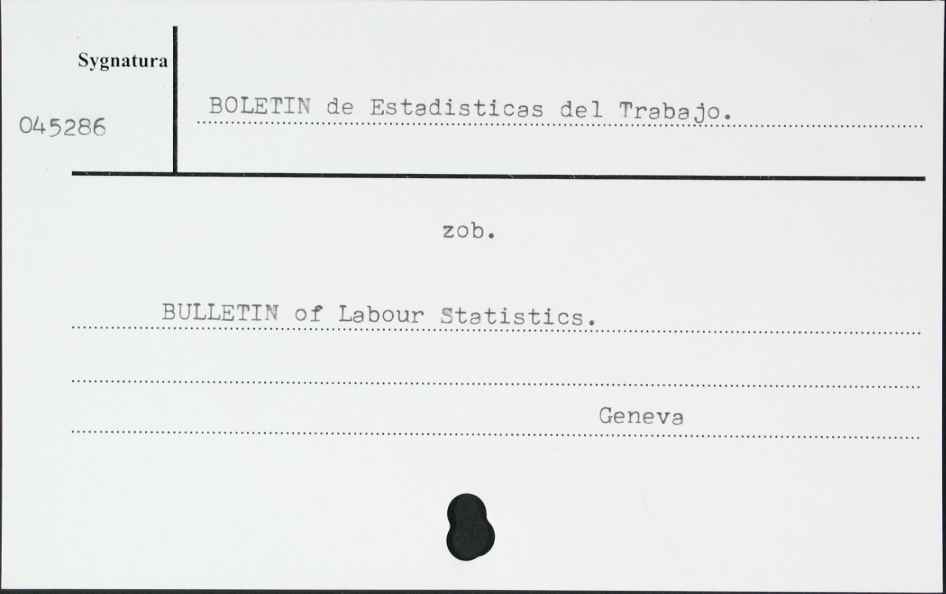 Sygnatura
045286
BOLETIN de Estadisticas del Trabajo.
zob.
BULLETIN of Labour Statistics.
Geneva